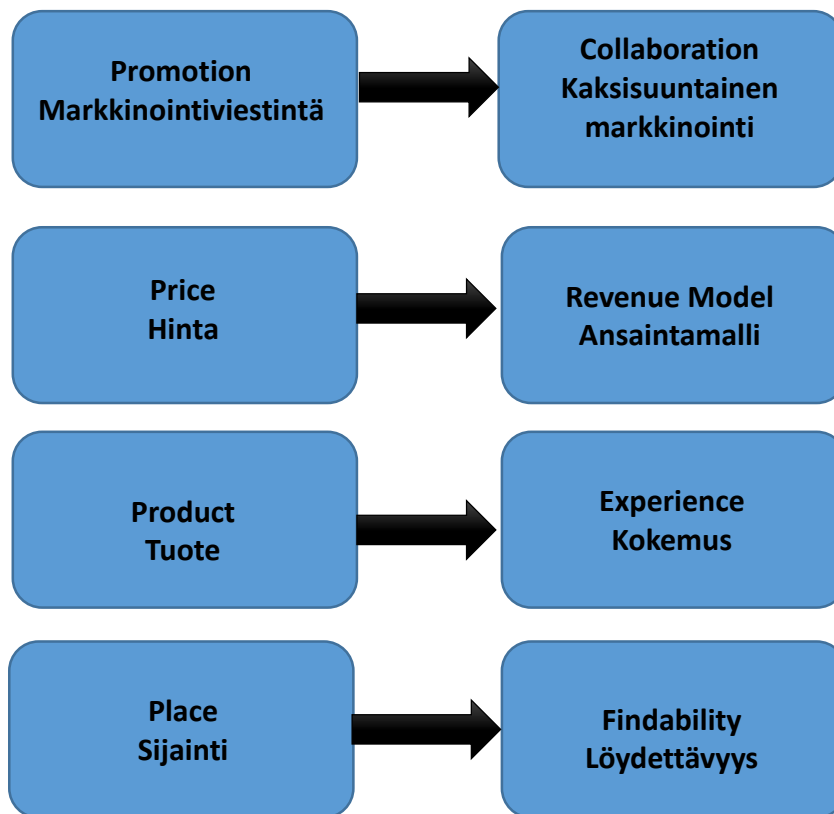 Promotion
Markkinointiviestintä
Collaboration
Kaksisuuntainen
markkinointi
Price
Hinta
Revenue Model
Ansaintamalli
Product
Tuote
Experience
Kokemus
Place
Sijainti
Findability
Löydettävyys